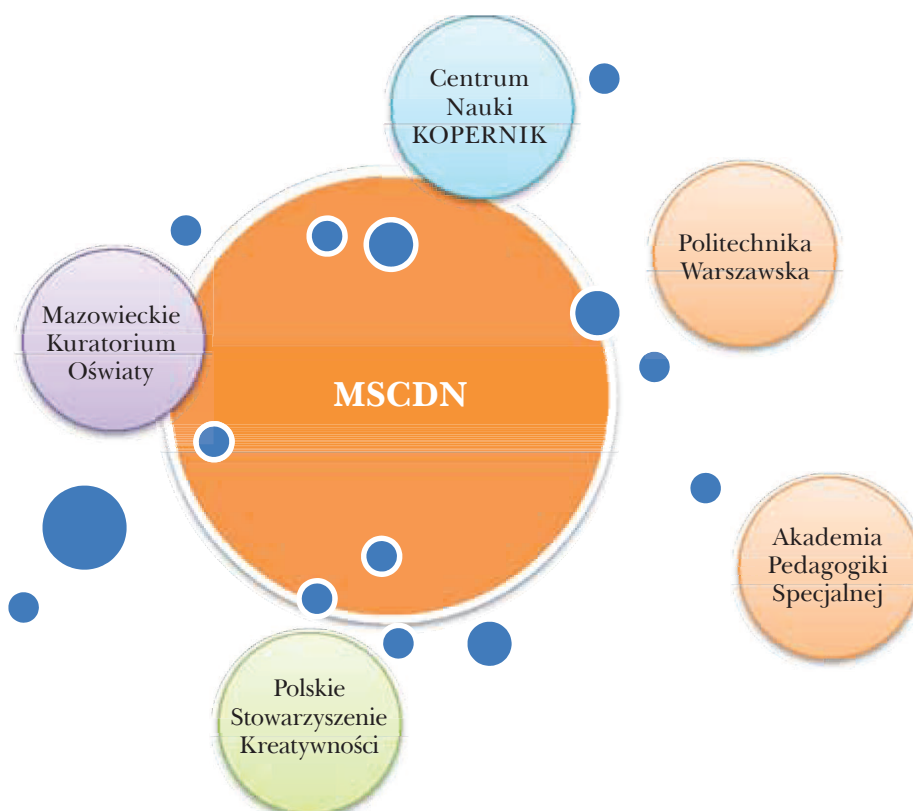 Centrum
Nauki
KOPERNIK
Politechnika
Warszawska
Mazowieckie
Kuratorium
Oświaty
MSCDN
Akademia
Pedagogiki
Specjalnej
Polskie
Stowarzyszenie
Kreatywności